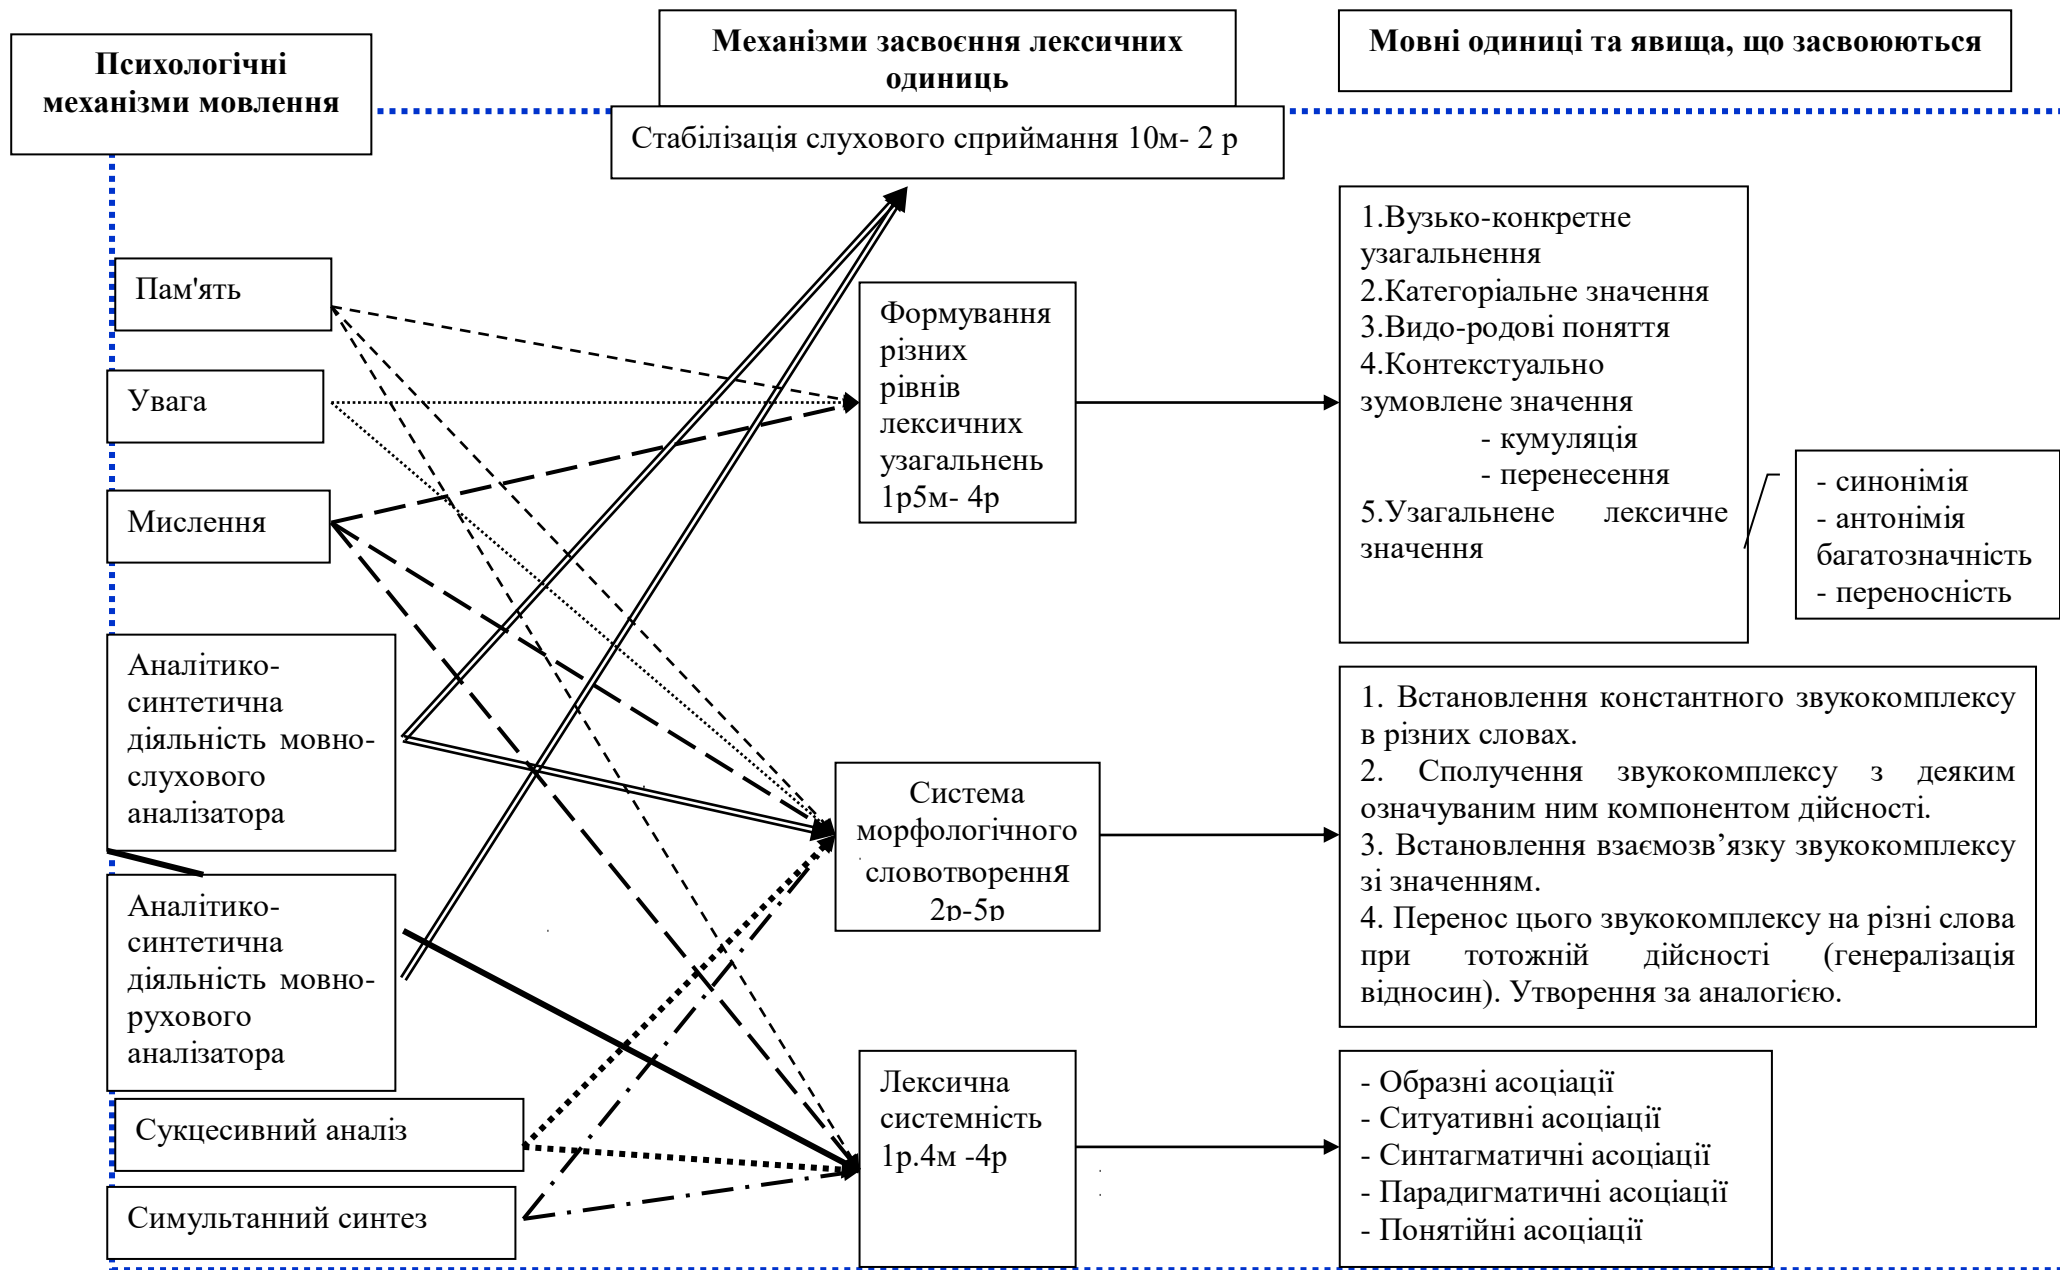 Психологічні
механізми мовлення
Механізми засвоєння лексичних
одиниць
Мовні одиниці та явища, що засвоюються
Стабілізація слухового сприймання 10м- 2 р
Пам'ять
Увага
Мислення
Аналітико-
синтетична
діяльність мовно-
слухового
аналізатора
Аналітико-
синтетична
діяльність мовно-
рухового
аналізатора
Сукцесивний аналіз
Симультанний синтез
Формування
різних
рівнів
лексичних
узагальнень
1р5м- 4р
Система
морфологічного
словотворення
2р-5р
Лексична
системність
1р.4м -4р
1.Вузько-конкретне
узагальнення
2.Категоріальне значення
3.Видо-родові поняття
4.Контекстуально
зумовлене значення
- кумуляція
- перенесення
5.Узагальнене лексичне
значення
- синонімія
- антонімія
багатозначність
- переносність
1. Встановлення константного звукокомплексу
в різних словах.
2. Сполучення звукокомплексу з деяким
означуваним ним компонентом дійсності.
3. Встановлення взаємозв’язку звукокомплексу
зі значенням.
4. Перенос цього звукокомплексу на різні слова
при тотожній дійсності (генералізація
відносин). Утворення за аналогією.
- Образні асоціації
- Ситуативні асоціації
- Синтагматичні асоціації
- Парадигматичні асоціації
- Понятійні асоціації